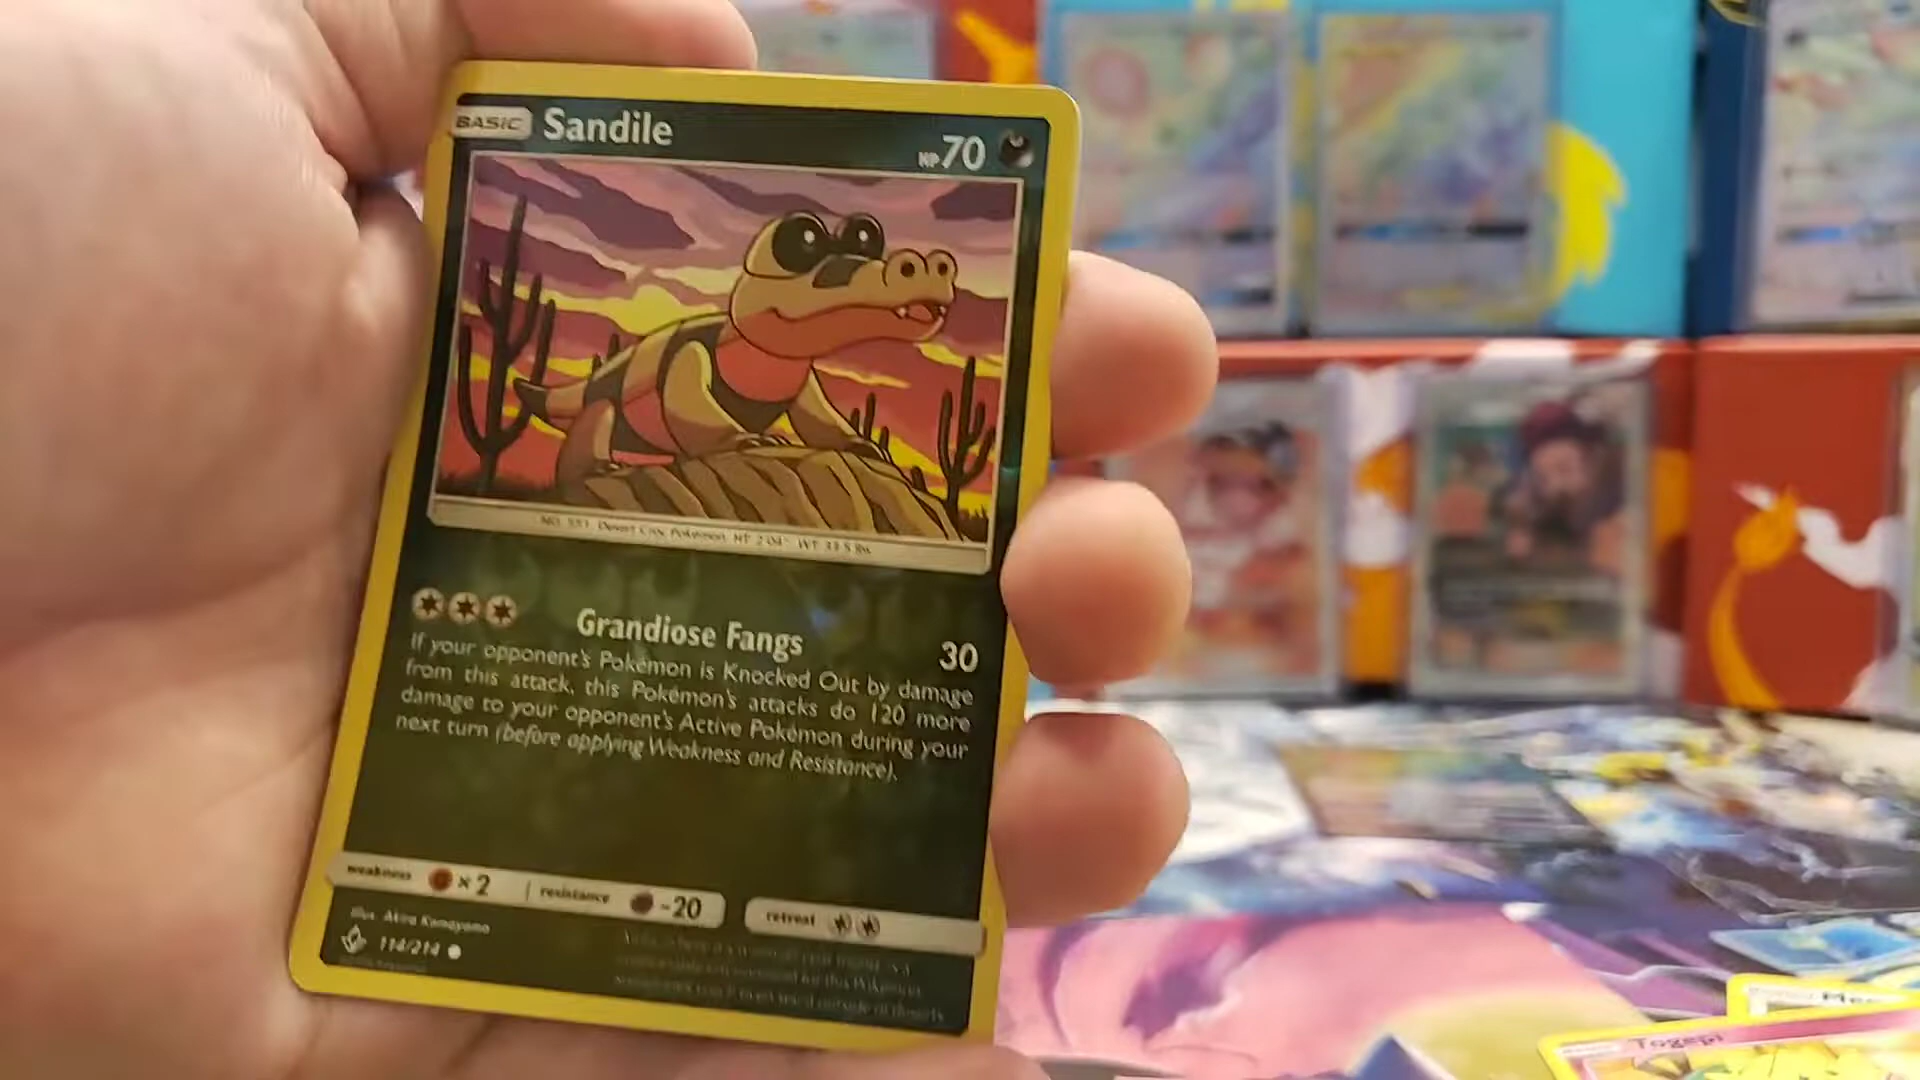 BASIC Sandile HP 70
NO. 551 Desert Croc Pokémon HT: 2'04" WT: 33.5 lbs.
Grandiose Fangs 30
If your opponent's Pokémon is Knocked Out by damage
from this attack, this Pokémon's attacks do 120 more
damage to your opponent's Active Pokémon during your
next turn (before applying Weakness and Resistance).
weakness ×2 resistance -20 retreat
Illus. Akira Komayama
114/214
Togepi